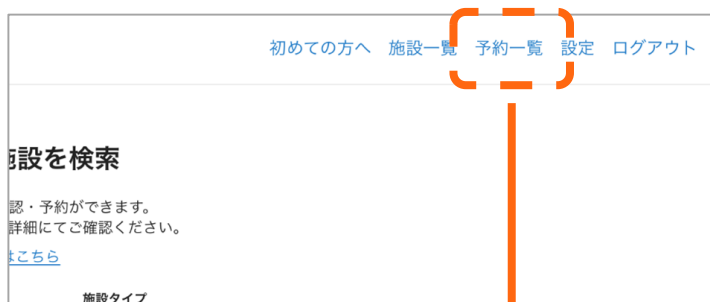 初めての方へ 施設一覧 予約一覧 設定 ログアウト
施設を検索
認・予約ができます。
詳細にてご確認ください。
はこちら
施設タイプ